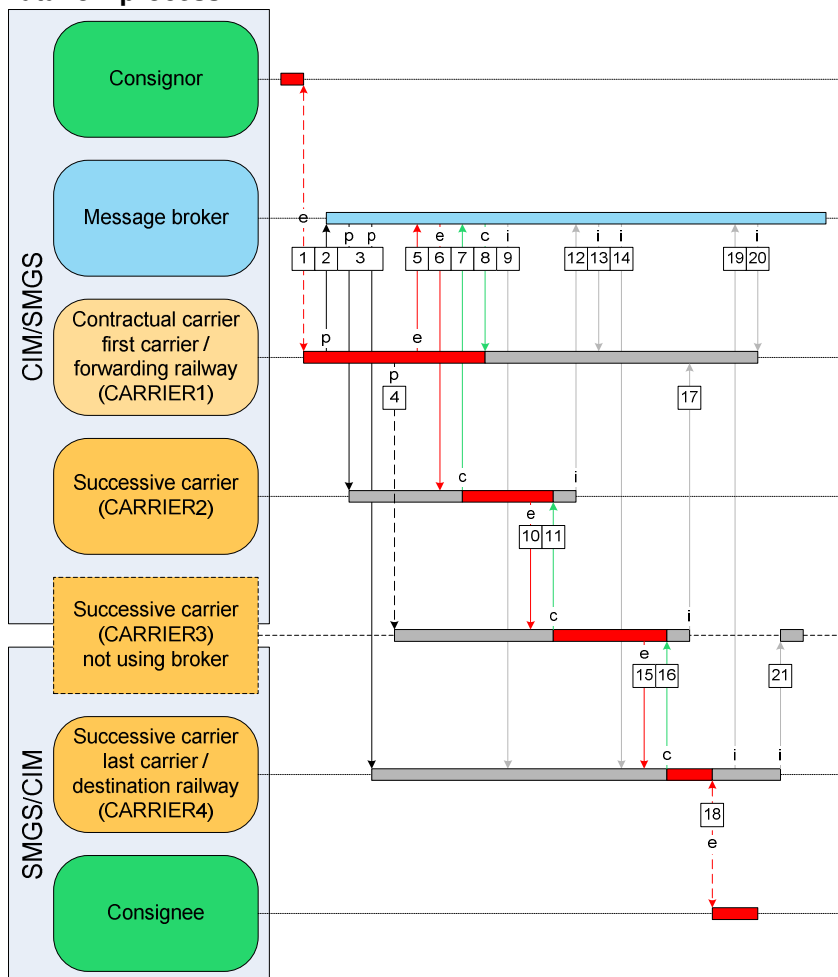 CIM/SMGS
SMGS/CIM
Consignor
e
Message broker
p p e c i i i i
1 2 3 5 6 7 8 9 12 13 14 19 20
Contractual carrier
first carrier /
forwarding railway
(CARRIER1)
p e
p
4 17
Successive carrier
(CARRIER2)
c i
e
10 11
Successive carrier
(CARRIER3)
not using broker
c i
e
15 16 21
Successive carrier
last carrier /
destination railway
(CARRIER4)
c i i
18
e
Consignee